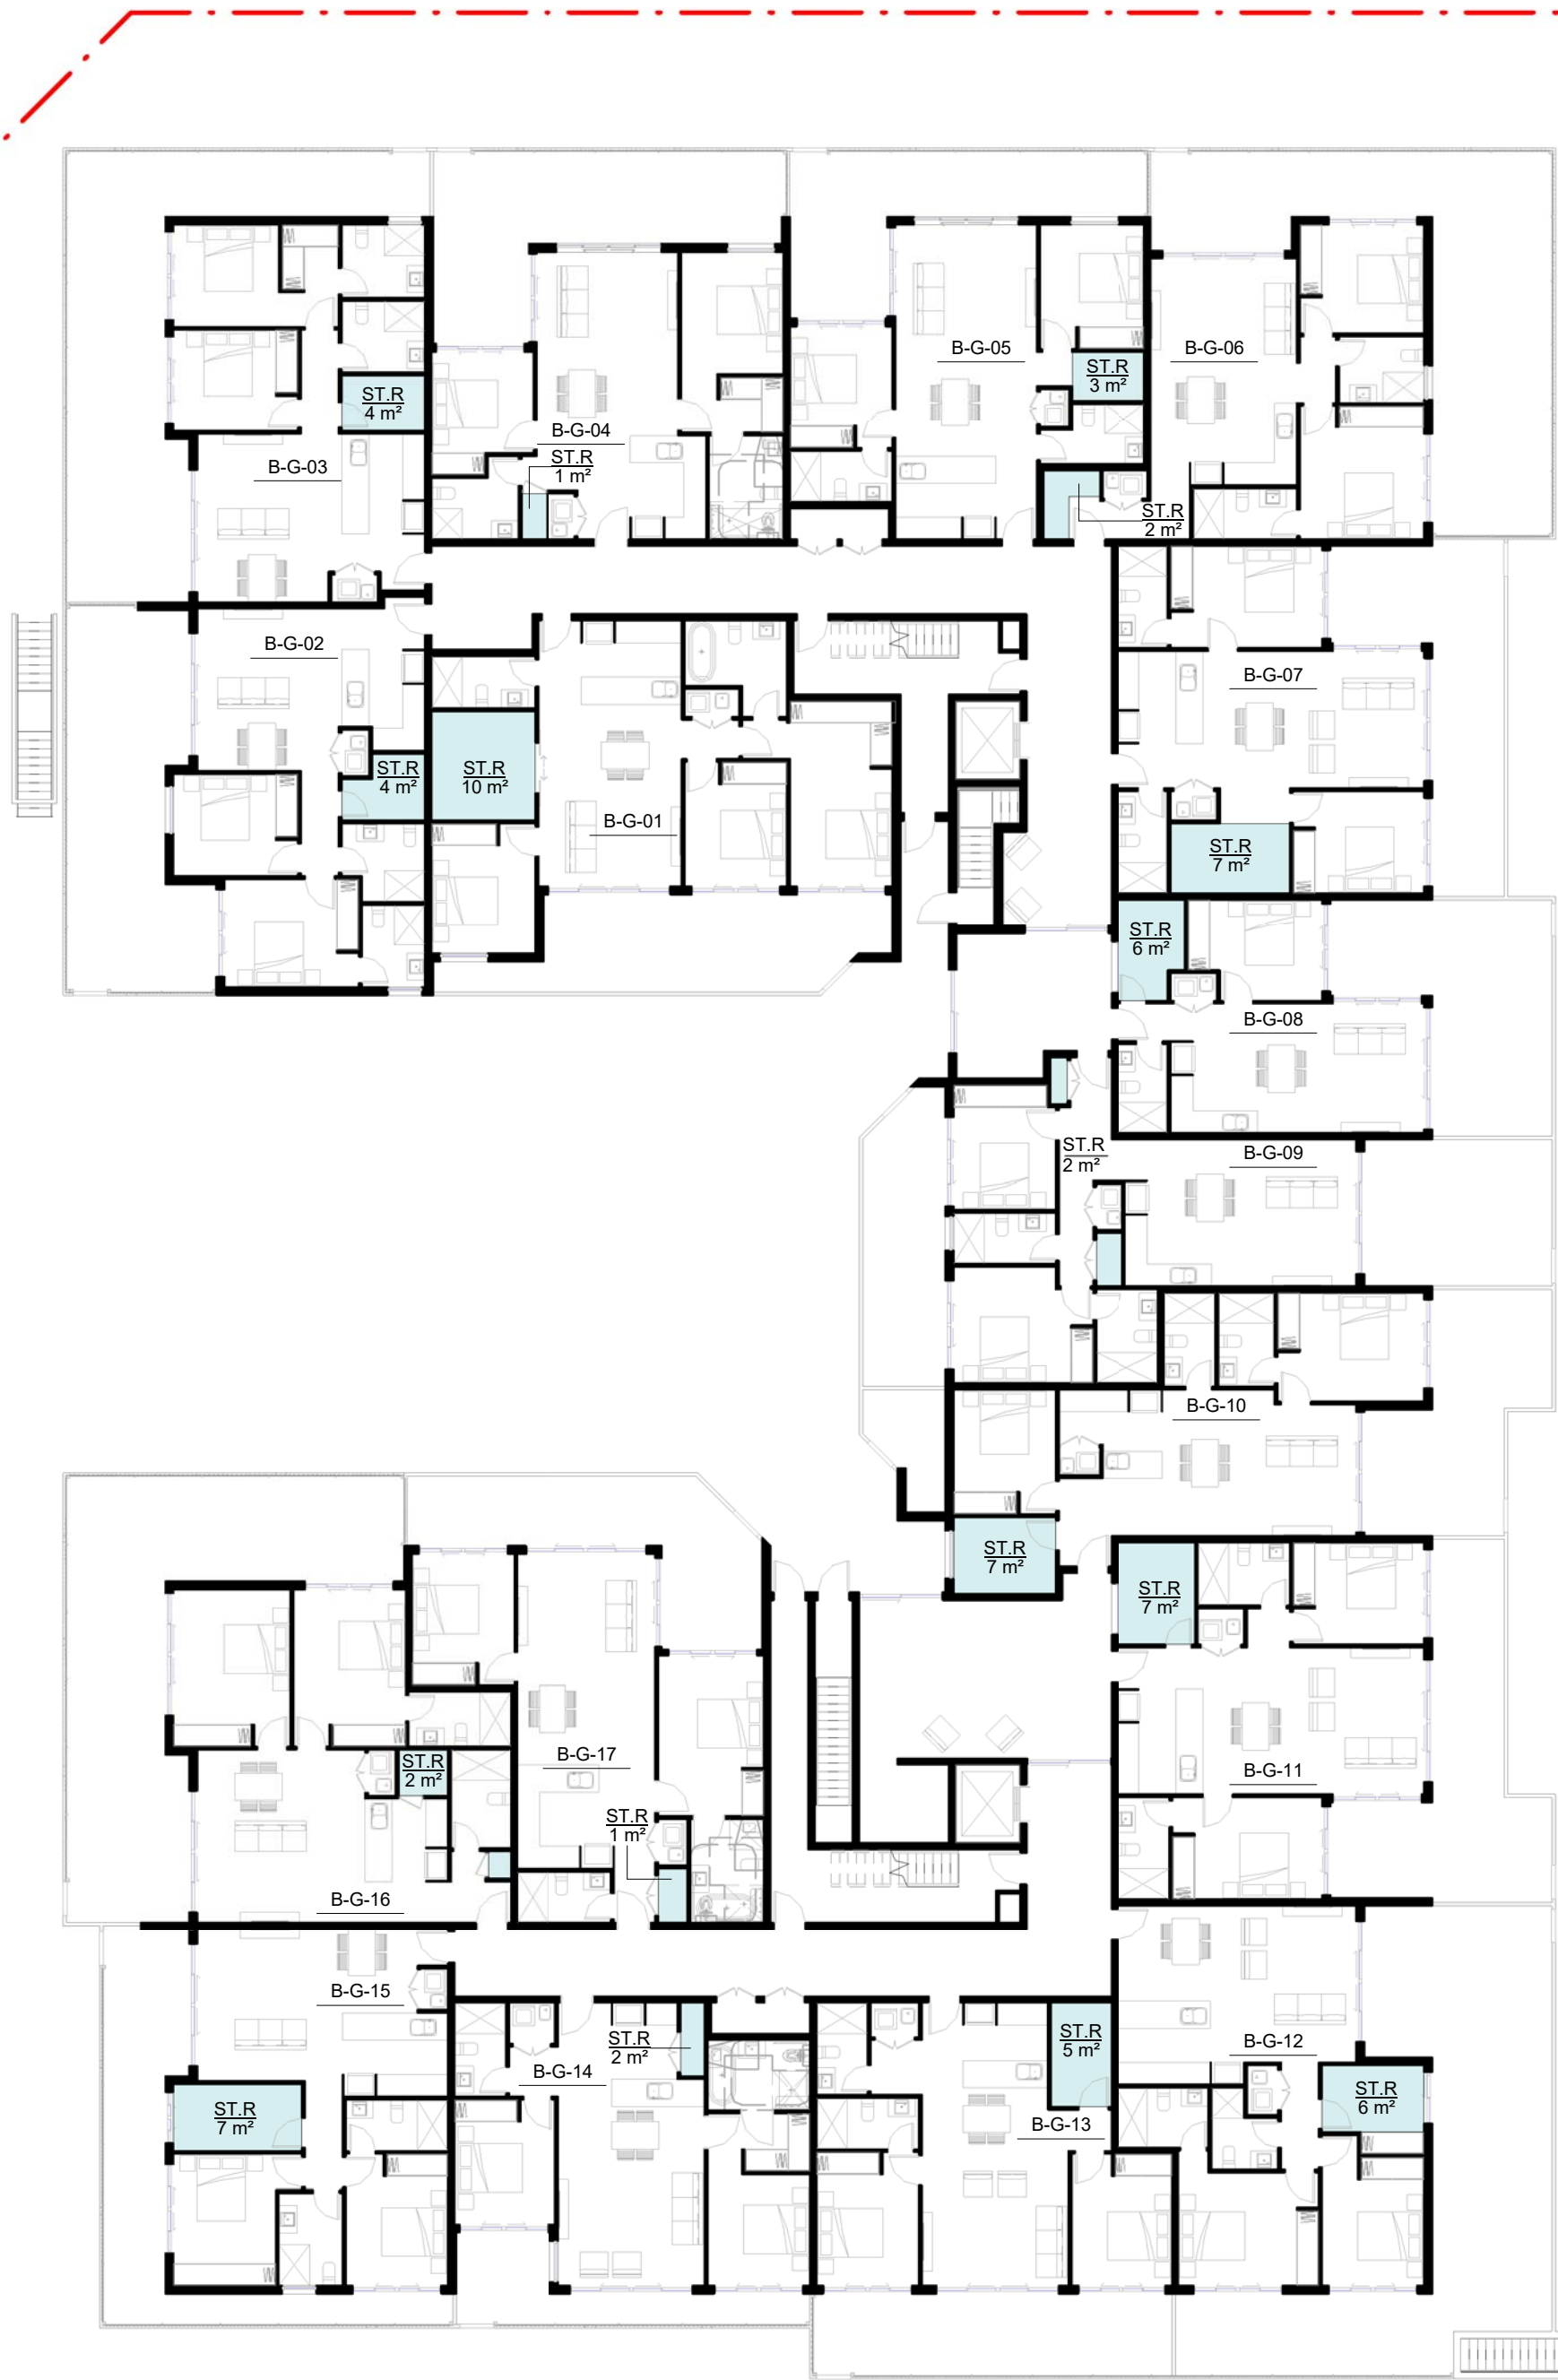 B-G-05
B-G-06
ST.R
3 m²
ST.R
4 m²
B-G-04
ST.R
1 m²
B-G-03
ST.R
2 m²
B-G-02
B-G-07
ST.R
4 m²
ST.R
10 m²
B-G-01
ST.R
7 m²
ST.R
6 m²
B-G-08
ST.R
2 m²
B-G-09
B-G-10
ST.R
7 m²
ST.R
7 m²
B-G-17
ST.R
2 m²
B-G-11
ST.R
1 m²
B-G-16
B-G-15
ST.R
2 m²
B-G-14
ST.R
5 m²
B-G-12
ST.R
7 m²
B-G-13
ST.R
6 m²